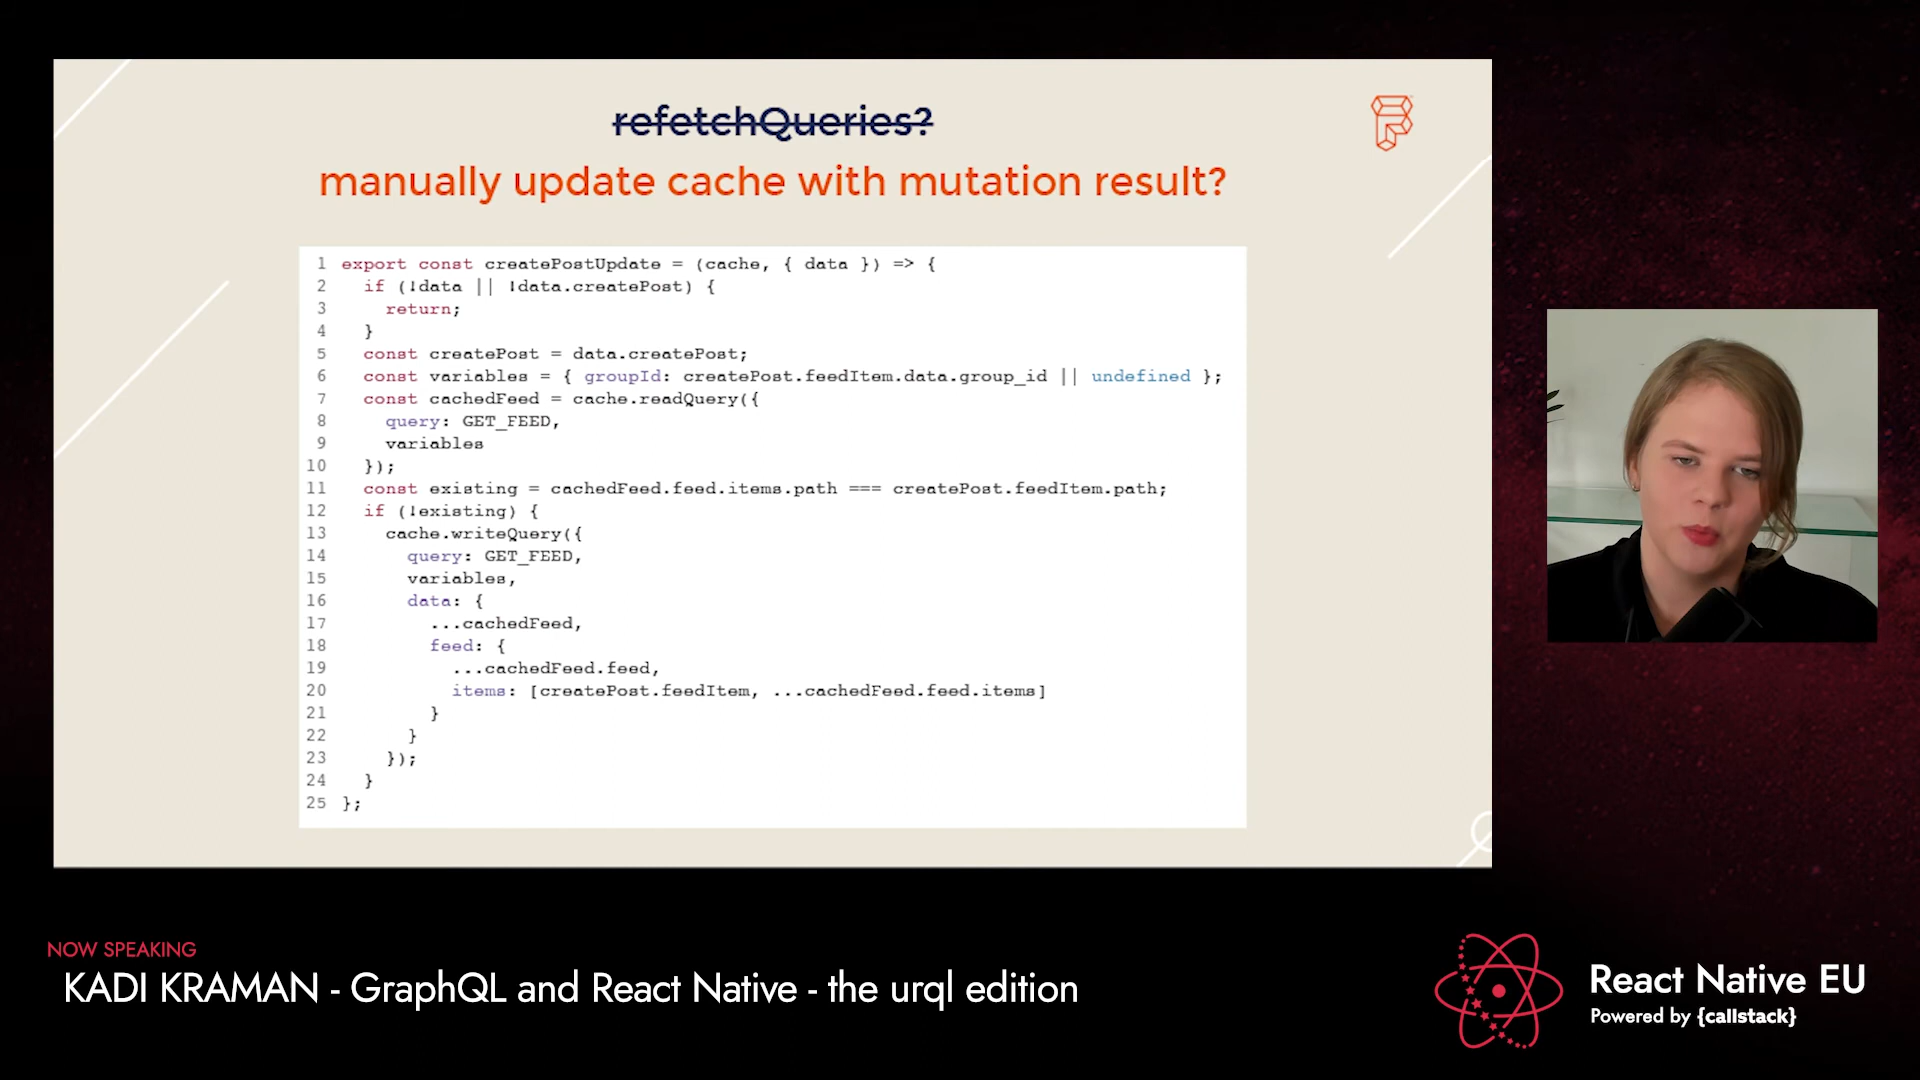 refetchQueries?
manually update cache with mutation result?
1 export const createPostUpdate = (cache, { data }) => {
2 if (!data || !data.createPost) {
3 return;
4 }
5 const createPost = data.createPost;
6 const variables = { groupId: createPost.feedItem.data.group_id || undefined };
7 const cachedFeed = cache.readQuery({
8 query: GET_FEED,
9 variables
10 });
11 const existing = cachedFeed.feed.items.path === createPost.feedItem.path;
12 if (!existing) {
13 cache.writeQuery({
14 query: GET_FEED,
15 variables,
16 data: {
17 ...cachedFeed,
18 feed: {
19 ...cachedFeed.feed,
20 items: [createPost.feedItem, ...cachedFeed.feed.items]
21 }
22 }
23 });
24 }
25 };
NOW SPEAKING
KADI KRAMAN - GraphQL and React Native - the urql edition
React Native EU
Powered by {callstack}